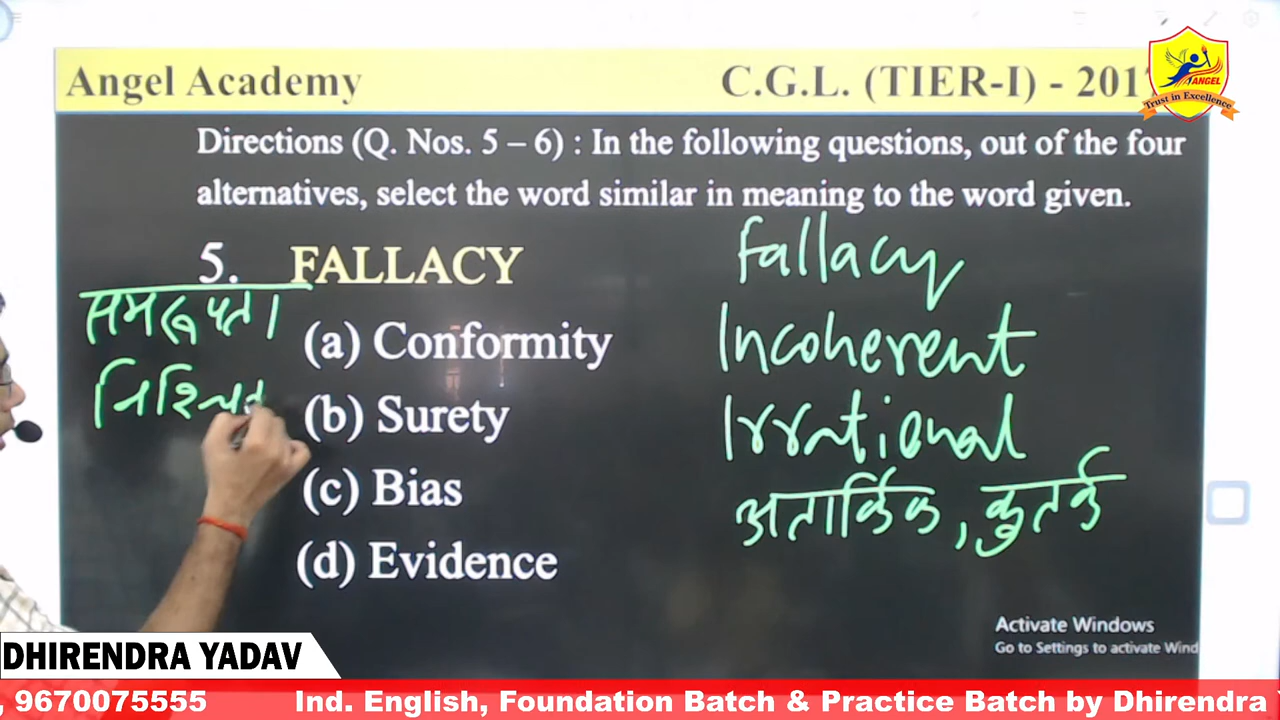 Angel Academy
C.G.L. (TIER-I) - 201
ANGEL
Trust in Excellence
Directions (Q. Nos. 5 – 6) : In the following questions, out of the four
alternatives, select the word similar in meaning to the word given.
5. FALLACY
(a) Conformity
(b) Surety
(c) Bias
(d) Evidence
समरूपता
fallacy
Incoherent
Irrational
अतार्किक, कुतर्क
Activate Windows
Go to Settings to activate Wind
DHIRENDRA YADAV
, 9670075555 Ind. English, Foundation Batch & Practice Batch by Dhirendra